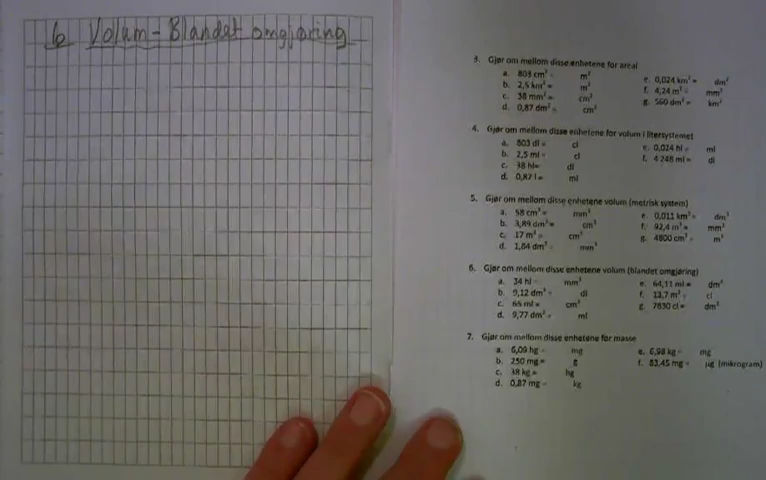 6 Volum - Blandet omgjøring
3. Gjør om mellom disse enhetene for areal
a. 803 cm² = m²
b. 2,5 km² = m²
c. 38 mm² = cm²
d. 0,87 dm² = cm²
e. 0,024 km² = dm²
f. 4,24 m² = mm²
g. 560 dm² = km²
4. Gjør om mellom disse enhetene for volum i litersystemet
a. 803 dl = cl
b. 2,5 ml = cl
c. 38 hl = dl
d. 0,87 l = ml
e. 0,024 hl = ml
f. 4 248 ml = dl
5. Gjør om mellom disse enhetene volum (metrisk system)
a. 58 cm³ = mm³
b. 3,89 dm³ = cm³
c. 17 m³ = cm³
d. 1,84 dm³ = mm³
e. 0,011 km³ = dm³
f. 92,4 m³ = mm³
g. 4800 cm³ = m³
6. Gjør om mellom disse enhetene volum (blandet omgjøring)
a. 34 hl = mm³
b. 9,12 dm³ = dl
c. 65 ml = cm³
d. 9,77 dm³ = ml
e. 64,11 ml = dm³
f. 13,7 m³ = cl
g. 7830 cl = dm³
7. Gjør om mellom disse enhetene for masse
a. 6,09 hg = mg
b. 250 mg = g
c. 38 kg = hg
d. 0,87 mg = kg
e. 6,98 kg = mg
f. 83,45 mg = µg (mikrogram)